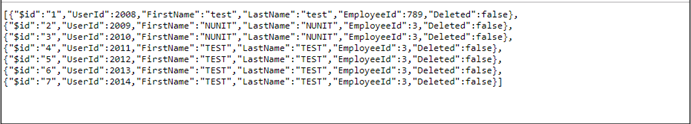 [{"$id":"1","UserId":2008,"FirstName":"test","LastName":"test","EmployeeId":789,"Deleted":false},
{"$id":"2","UserId":2009,"FirstName":"NUNIT","LastName":"NUNIT","EmployeeId":3,"Deleted":false},
{"$id":"3","UserId":2010,"FirstName":"NUNIT","LastName":"NUNIT","EmployeeId":3,"Deleted":false},
{"$id":"4","UserId":2011,"FirstName":"TEST","LastName":"TEST","EmployeeId":3,"Deleted":false},
{"$id":"5","UserId":2012,"FirstName":"TEST","LastName":"TEST","EmployeeId":3,"Deleted":false},
{"$id":"6","UserId":2013,"FirstName":"TEST","LastName":"TEST","EmployeeId":3,"Deleted":false},
{"$id":"7","UserId":2014,"FirstName":"TEST","LastName":"TEST","EmployeeId":3,"Deleted":false}]